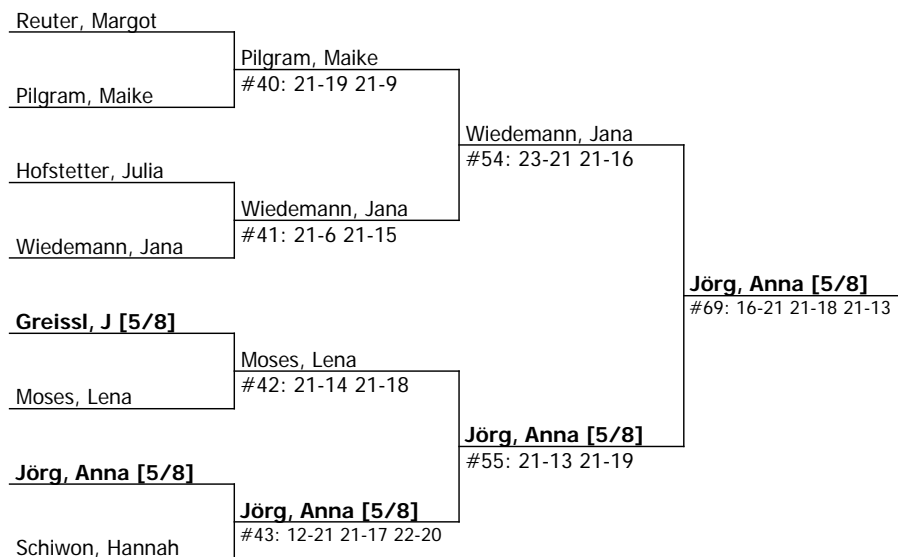 Reuter, Margot
Pilgram, Maike
#40: 21-19 21-9
Pilgram, Maike
Wiedemann, Jana
#54: 23-21 21-16
Hofstetter, Julia
Wiedemann, Jana
#41: 21-6 21-15
Wiedemann, Jana
Jörg, Anna [5/8]
#69: 16-21 21-18 21-13
Greissl, J [5/8]
Moses, Lena
#42: 21-14 21-18
Moses, Lena
Jörg, Anna [5/8]
#55: 21-13 21-19
Jörg, Anna [5/8]
Jörg, Anna [5/8]
#43: 12-21 21-17 22-20
Schiwon, Hannah